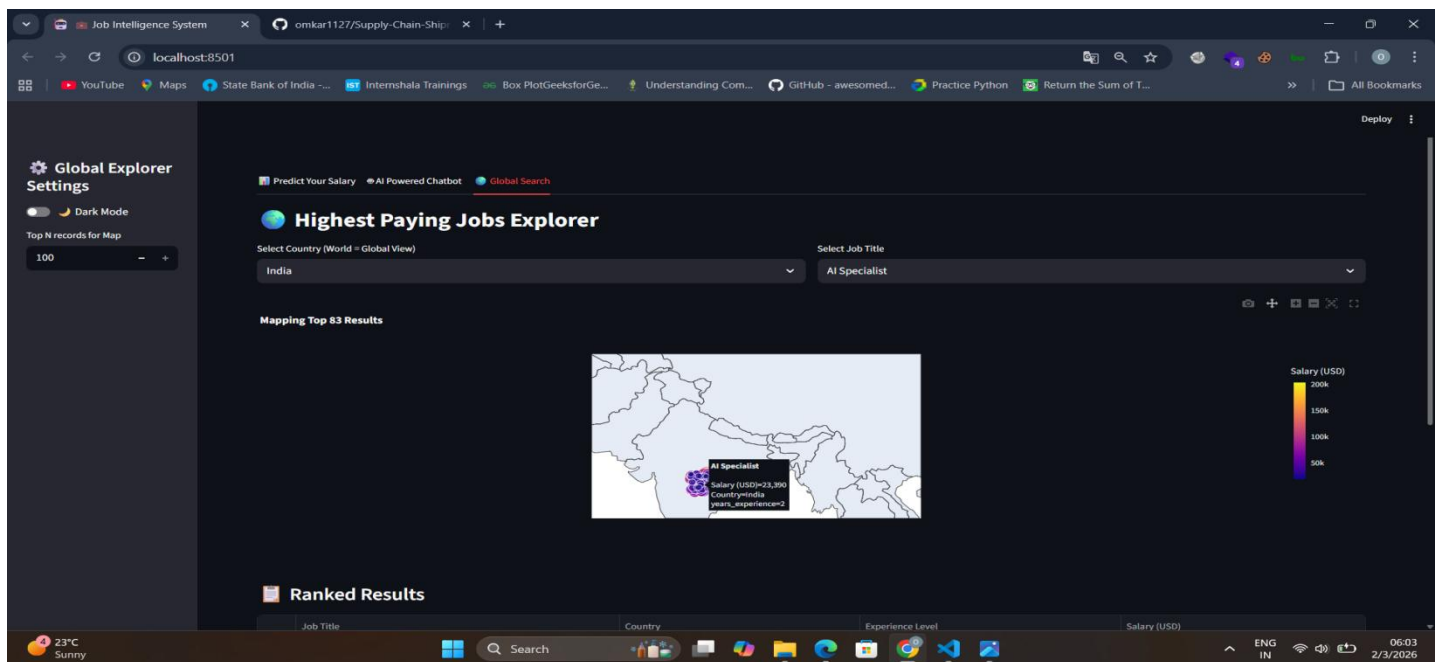 Job Intelligence System
omkar1127/Supply-Chain-Ship
localhost:8501
YouTube
Maps
State Bank of India -...
Internshala Trainings
Box PlotGeeksforGe...
Understanding Com...
GitHub - awesomed...
Practice Python
Return the Sum of T...
All Bookmarks
Deploy
Global Explorer
Settings
Dark Mode
Top N records for Map
100
Predict Your Salary
AI Powered Chatbot
Global Search
Highest Paying Jobs Explorer
Select Country (World = Global View)
India
Select Job Title
AI Specialist
Mapping Top 83 Results
AI Specialist
Salary (USD)=23,390
Country=India
years_experience=2
Salary (USD)
200k
150k
100k
50k
Ranked Results
Job Title
Country
Experience Level
Salary (USD)
4
23°C
Sunny
Search
ENG
IN
06:03
2/3/2026